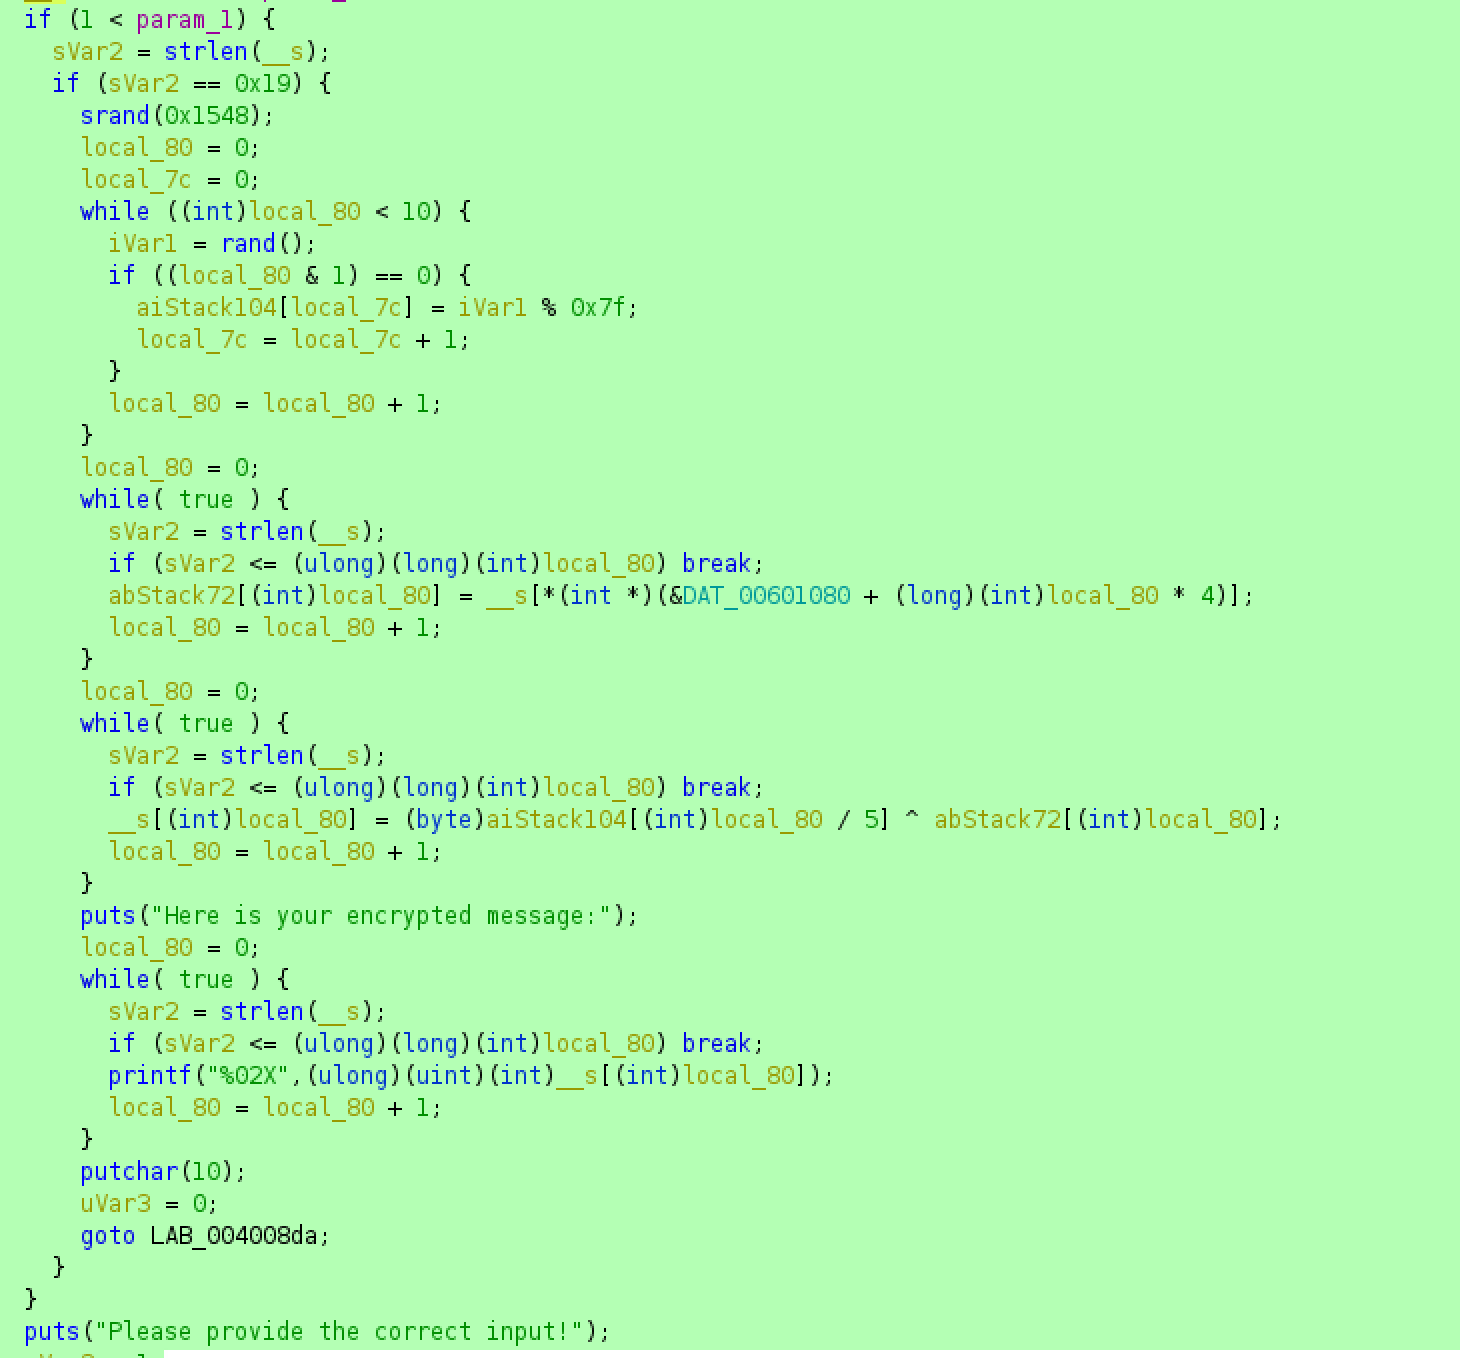 if (1 < param_1) {
sVar2 = strlen(__s);
if (sVar2 == 0x19) {
srand(0x1548);
local_80 = 0;
local_7c = 0;
while ((int)local_80 < 10) {
iVar1 = rand();
if ((local_80 & 1) == 0) {
aiStack104[local_7c] = iVar1 % 0x7f;
local_7c = local_7c + 1;
}
local_80 = local_80 + 1;
}
local_80 = 0;
while( true ) {
sVar2 = strlen(__s);
if (sVar2 <= (ulong)(long)(int)local_80) break;
abStack72[(int)local_80] = __s[*(int *)(&DAT_00601080 + (long)(int)local_80 * 4)];
local_80 = local_80 + 1;
}
local_80 = 0;
while( true ) {
sVar2 = strlen(__s);
if (sVar2 <= (ulong)(long)(int)local_80) break;
__s[(int)local_80] = (byte)aiStack104[(int)local_80 / 5] ^ abStack72[(int)local_80];
local_80 = local_80 + 1;
}
puts("Here is your encrypted message:");
local_80 = 0;
while( true ) {
sVar2 = strlen(__s);
if (sVar2 <= (ulong)(long)(int)local_80) break;
printf("%02X",(ulong)(uint)(int)__s[(int)local_80]);
local_80 = local_80 + 1;
}
putchar(10);
uVar3 = 0;
goto LAB_004008da;
}
}
puts("Please provide the correct input!");